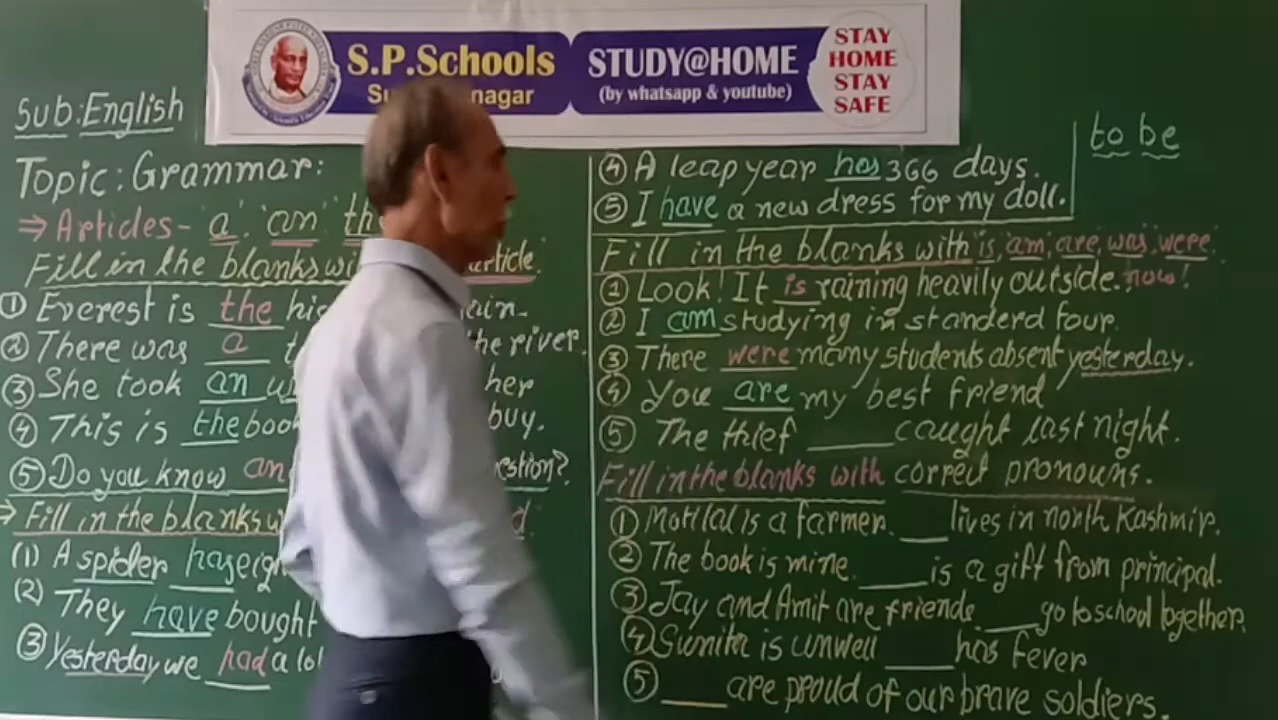 S.P.Schools
nagar
STUDY@HOME
(by whatsapp & youtube)
STAY
HOME
STAY
SAFE
Sub: English
Topic: Grammar:
⇒ Articles - a, an,
Fill in the blanks article.
① Everest is the
② There was a the river.
③ She took an her
④ This is the book buy.
⑤ Do you know an
→ Fill in the blanks
(1) A spider has
(2) They have bought
③ Yesterday we had a
to be
④ A leap year has 366 days.
⑤ I have a new dress for my doll.
Fill in the blanks with is, am, are, was, were.
① Look! It is raining heavily outside. now!
② I am studying in standerd four.
③ There were many students absent yesterday.
④ You are my best friend
⑤ The thief ____ caught last night.
Fill in the blanks with correct pronouns.
① Motilal is a farmer. ___ lives in north Kashmir.
② The book is mine. ____ is a gift from principal.
③ Jay and Amit are friends. ___ go to school together.
④ Sunita is unwell ____ has fever
⑤ ____ are proud of our brave soldiers.